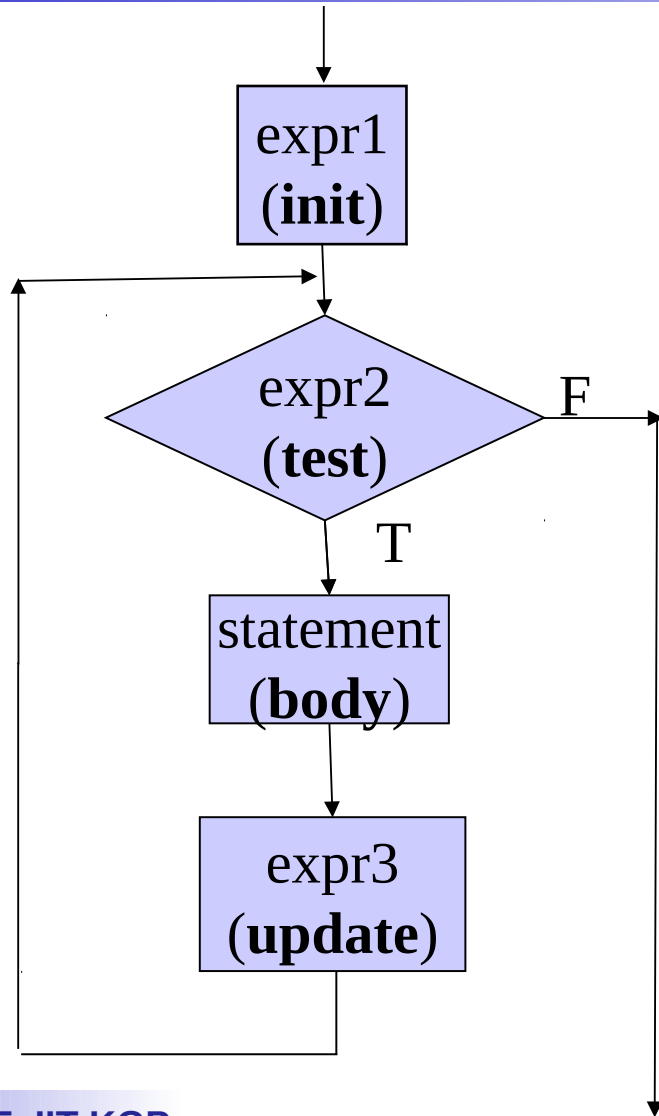 expr1
(init)
expr2
(test)
F
T
statement
(body)
expr3
(update)